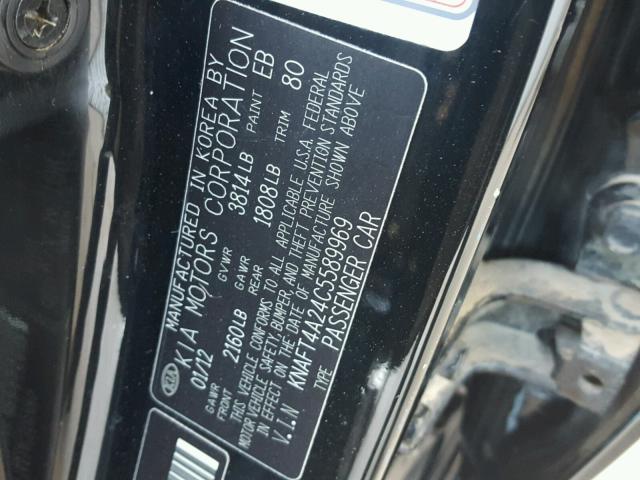 KIA
MANUFACTURED IN KOREA BY
KIA MOTORS CORPORATION
01/12 GVWR 3814LB PAINT EB
GAWR FRONT 2160LB GAWR REAR 1808LB TRIM 80
THIS VEHICLE CONFORMS TO ALL APPLICABLE U.S.A. FEDERAL
MOTOR VEHICLE SAFETY, BUMPER, AND THEFT PREVENTION STANDARDS
IN EFFECT ON THE DATE OF MANUFACTURE SHOWN ABOVE
V.I.N KNAFT4A24C5589969
TYPE PASSENGER CAR